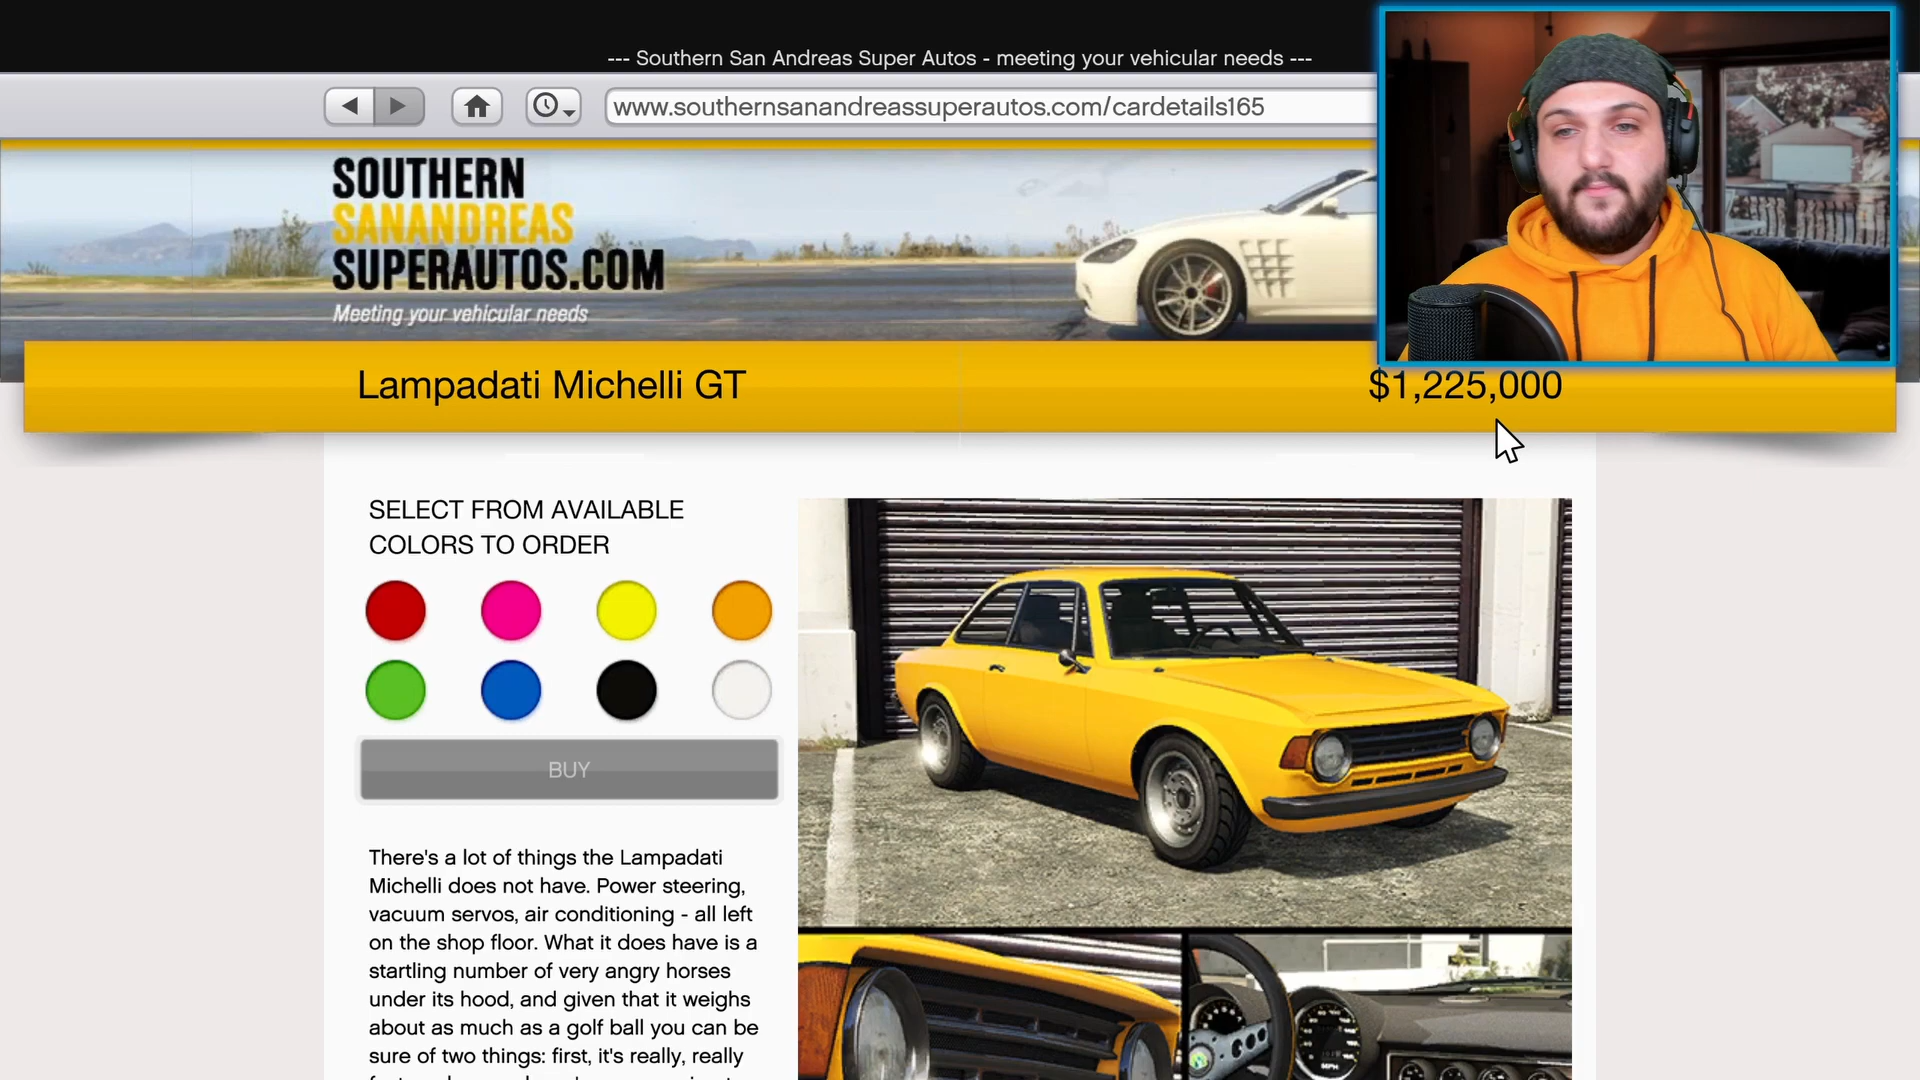 --- Southern San Andreas Super Autos - meeting your vehicular needs ---
www.southernsanandreassuperautos.com/cardetails165
SOUTHERN
SANANDREAS
SUPERAUTOS.COM
Meeting your vehicular needs
Lampadati Michelli GT
$1,225,000
SELECT FROM AVAILABLE
COLORS TO ORDER
BUY
There's a lot of things the Lampadati
Michelli does not have. Power steering,
vacuum servos, air conditioning - all left
on the shop floor. What it does have is a
startling number of very angry horses
under its hood, and given that it weighs
about as much as a golf ball you can be
sure of two things: first, it's really, really